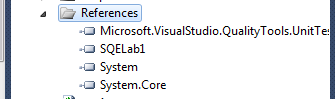 References
Microsoft.VisualStudio.QualityTools.UnitTes
SQELab1
System
System.Core